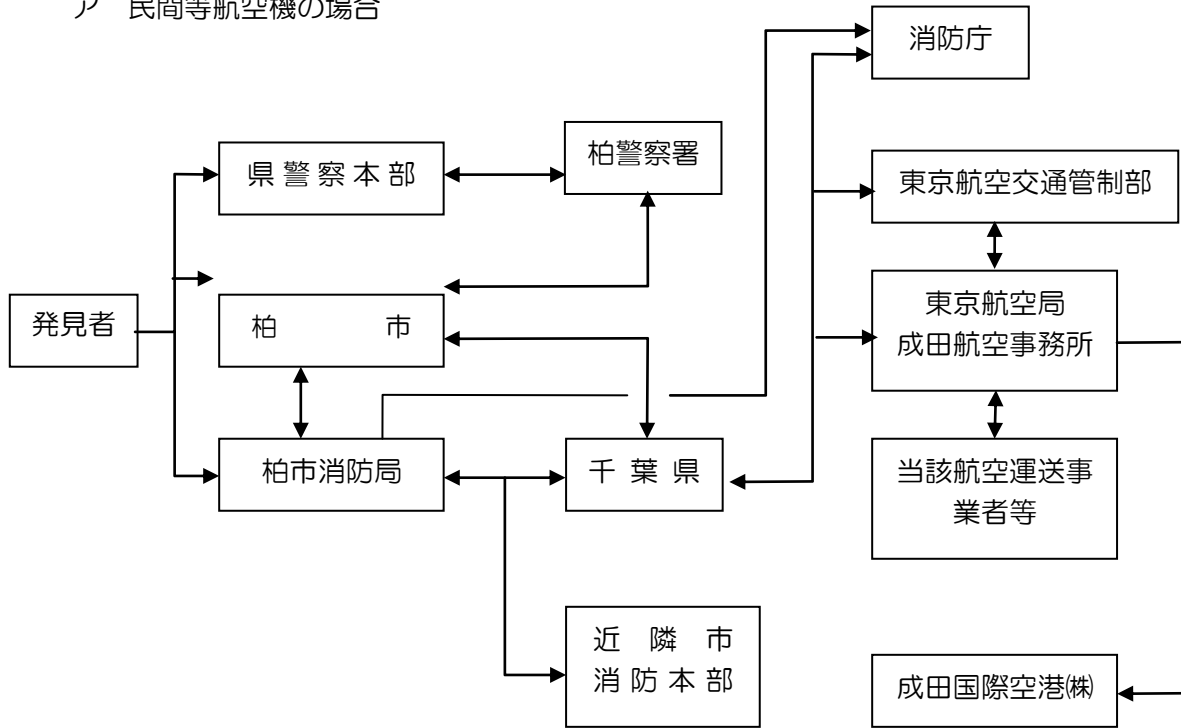 ア 民間等航空機の場合
消防庁
柏警察署
県警察本部
東京航空交通管制部
発見者
柏 市
東京航空局
成田航空事務所
柏市消防局
千葉県
当該航空運送事
業者等
近隣市
消防本部
成田国際空港㈱